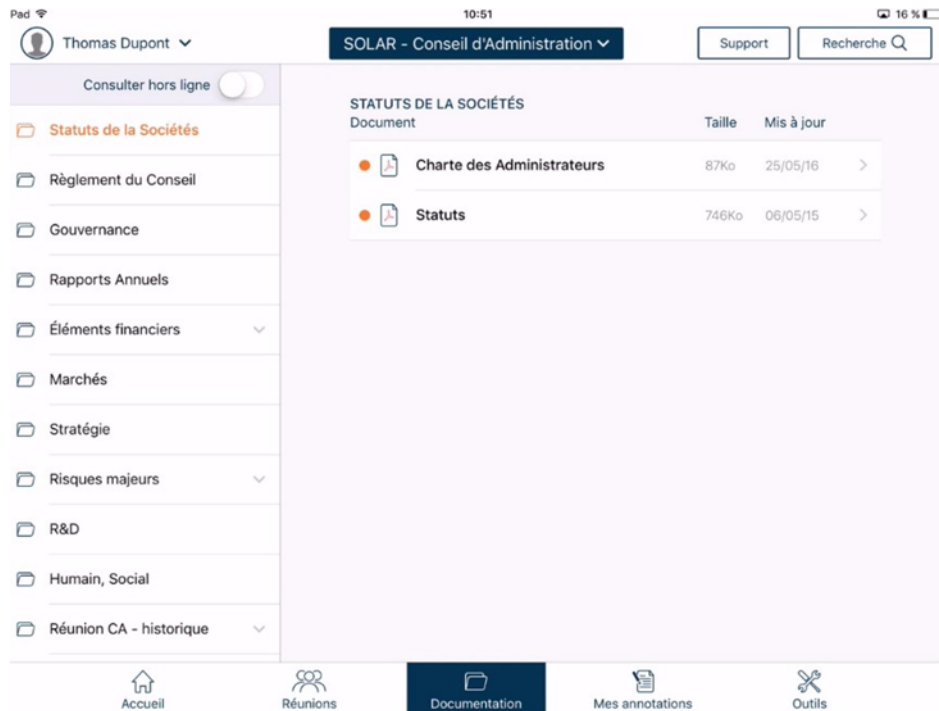 Pad 10:51 16 %
Thomas Dupont SOLAR - Conseil d'Administration Support Recherche
Consulter hors ligne
Statuts de la Sociétés
Règlement du Conseil
Gouvernance
Rapports Annuels
Éléments financiers
Marchés
Stratégie
Risques majeurs
R&D
Humain, Social
Réunion CA - historique
STATUTS DE LA SOCIÉTÉS
Document Taille Mis à jour
Charte des Administrateurs 87Ko 25/05/16
Statuts 746Ko 06/05/15
Accueil Réunions Documentation Mes annotations Outils